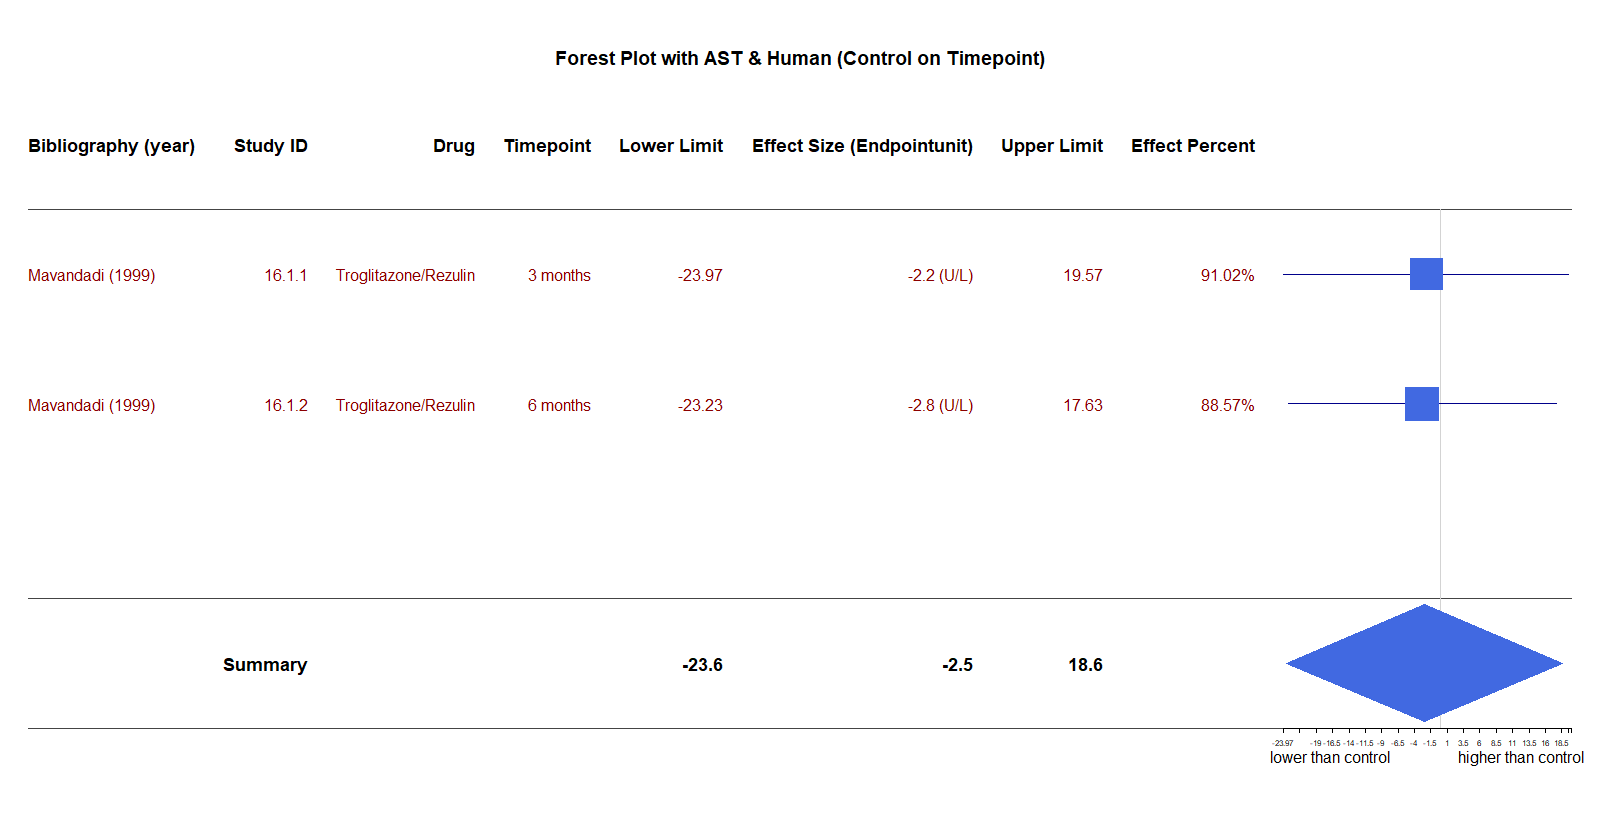 Forest Plot with AST & Human (Control on Timepoint)
Bibliography (year) Study ID Drug Timepoint Lower Limit Effect Size (Endpointunit) Upper Limit Effect Percent
Mavandadi (1999) 16.1.1 Troglitazone/Rezulin 3 months -23.97 -2.2 (U/L) 19.57 91.02%
Mavandadi (1999) 16.1.2 Troglitazone/Rezulin 6 months -23.23 -2.8 (U/L) 17.63 88.57%
Summary -23.6 -2.5 18.6
-23.97 -19 -16.5 -14 -11.5 -9 -6.5 -4 -1.5 1 3.5 6 8.5 11 13.5 16 18.5
lower than control higher than control